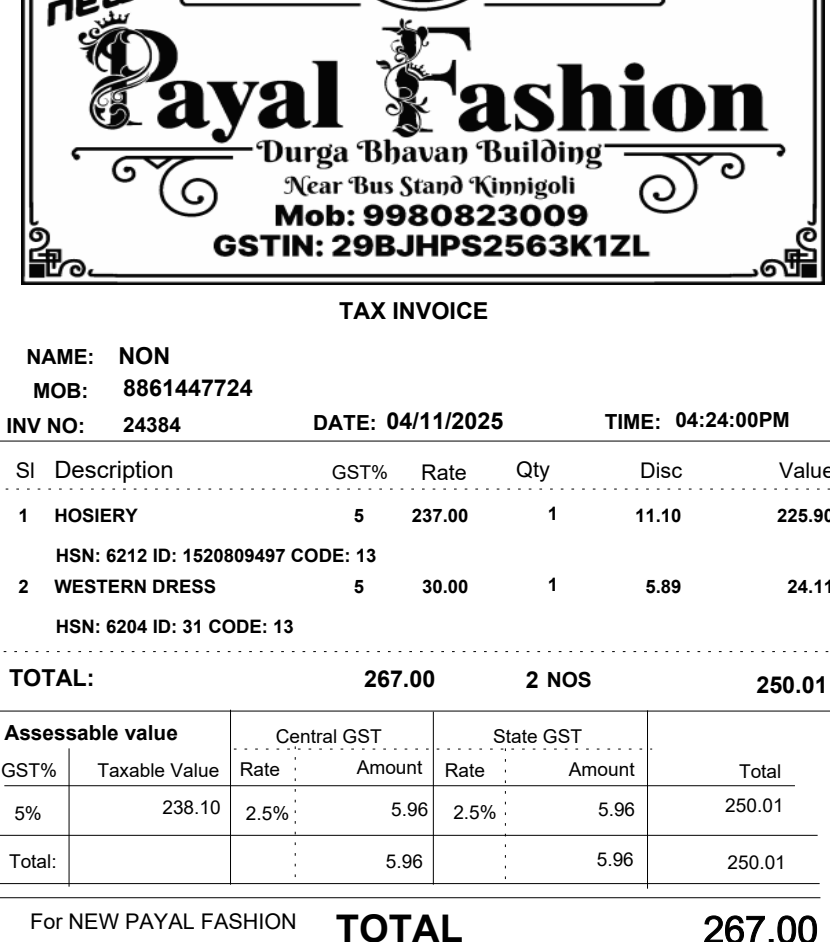 new
Payal Fashion
Durga Bhavan Building
Near Bus Stand Kinnigoli
Mob: 9980823009
GSTIN: 29BJHPS2563K1ZL
TAX INVOICE
NAME: NON
MOB: 8861447724
INV NO: 24384 DATE: 04/11/2025 TIME: 04:24:00PM
Sl Description GST% Rate Qty Disc Value
1 HOSIERY 5 237.00 1 11.10 225.90
HSN: 6212 ID: 1520809497 CODE: 13
2 WESTERN DRESS 5 30.00 1 5.89 24.11
HSN: 6204 ID: 31 CODE: 13
TOTAL: 267.00 2 NOS 250.01
Assessable value Central GST State GST
GST% Taxable Value Rate Amount Rate Amount Total
5% 238.10 2.5% 5.96 2.5% 5.96 250.01
Total: 5.96 5.96 250.01
For NEW PAYAL FASHION TOTAL 267.00